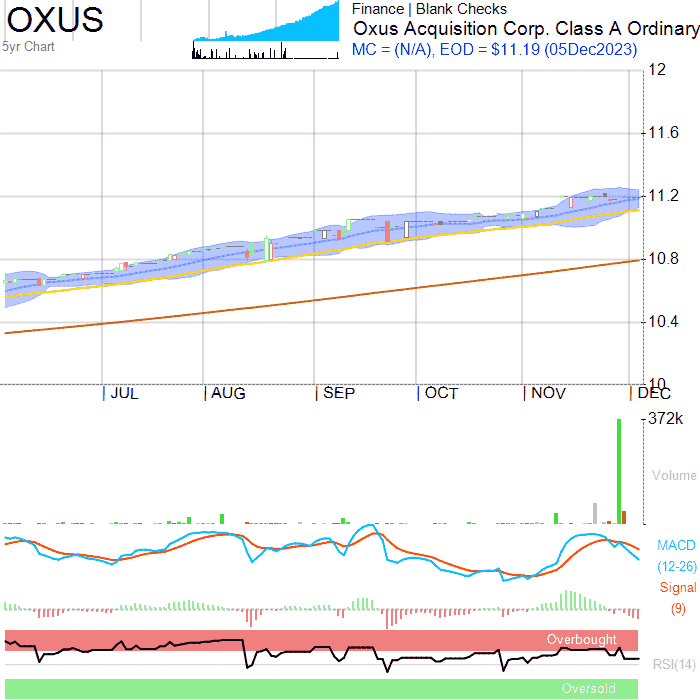 OXUS
5yr Chart
Finance | Blank Checks
Oxus Acquisition Corp. Class A Ordinary
MC = (N/A), EOD = $11.19 (05Dec2023)
12
11.6
11.2
10.8
10.4
10
JUL AUG SEP OCT NOV DEC
372k
Volume
MACD
(12-26)
Signal
(9)
Overbought
RSI(14)
Oversold